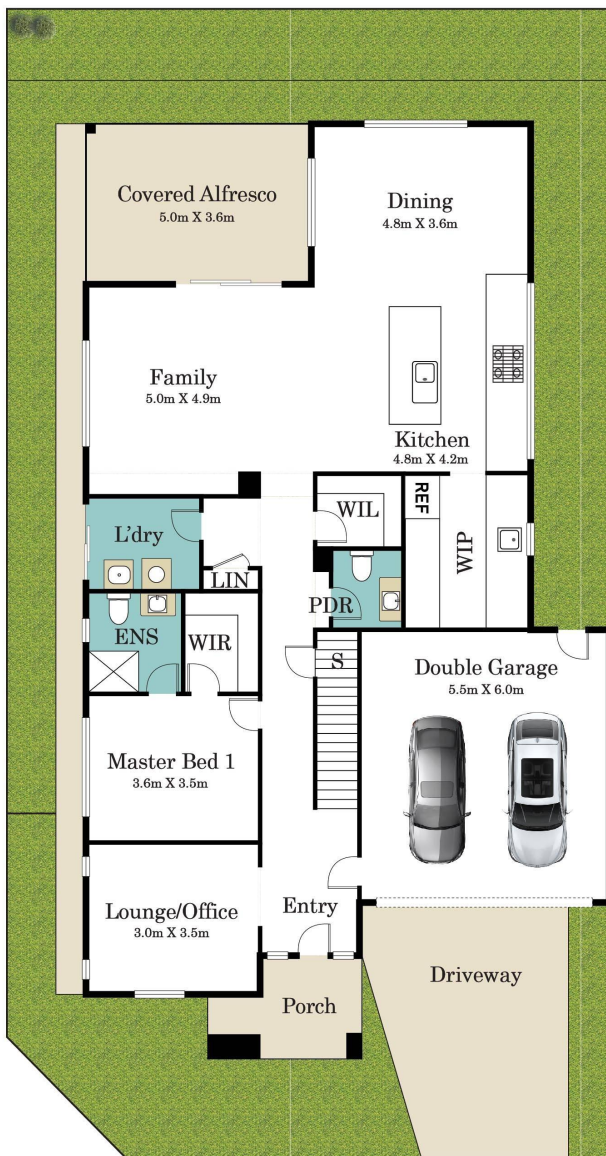 Covered Alfresco
5.0m X 3.6m
Dining
4.8m X 3.6m
Family
5.0m X 4.9m
Kitchen
4.8m X 4.2m
L'dry
WIL
REF
WIP
LIN
PDR
ENS
WIR
S
Double Garage
5.5m X 6.0m
Master Bed 1
3.6m X 3.5m
Lounge/Office
3.0m X 3.5m
Entry
Driveway
Porch